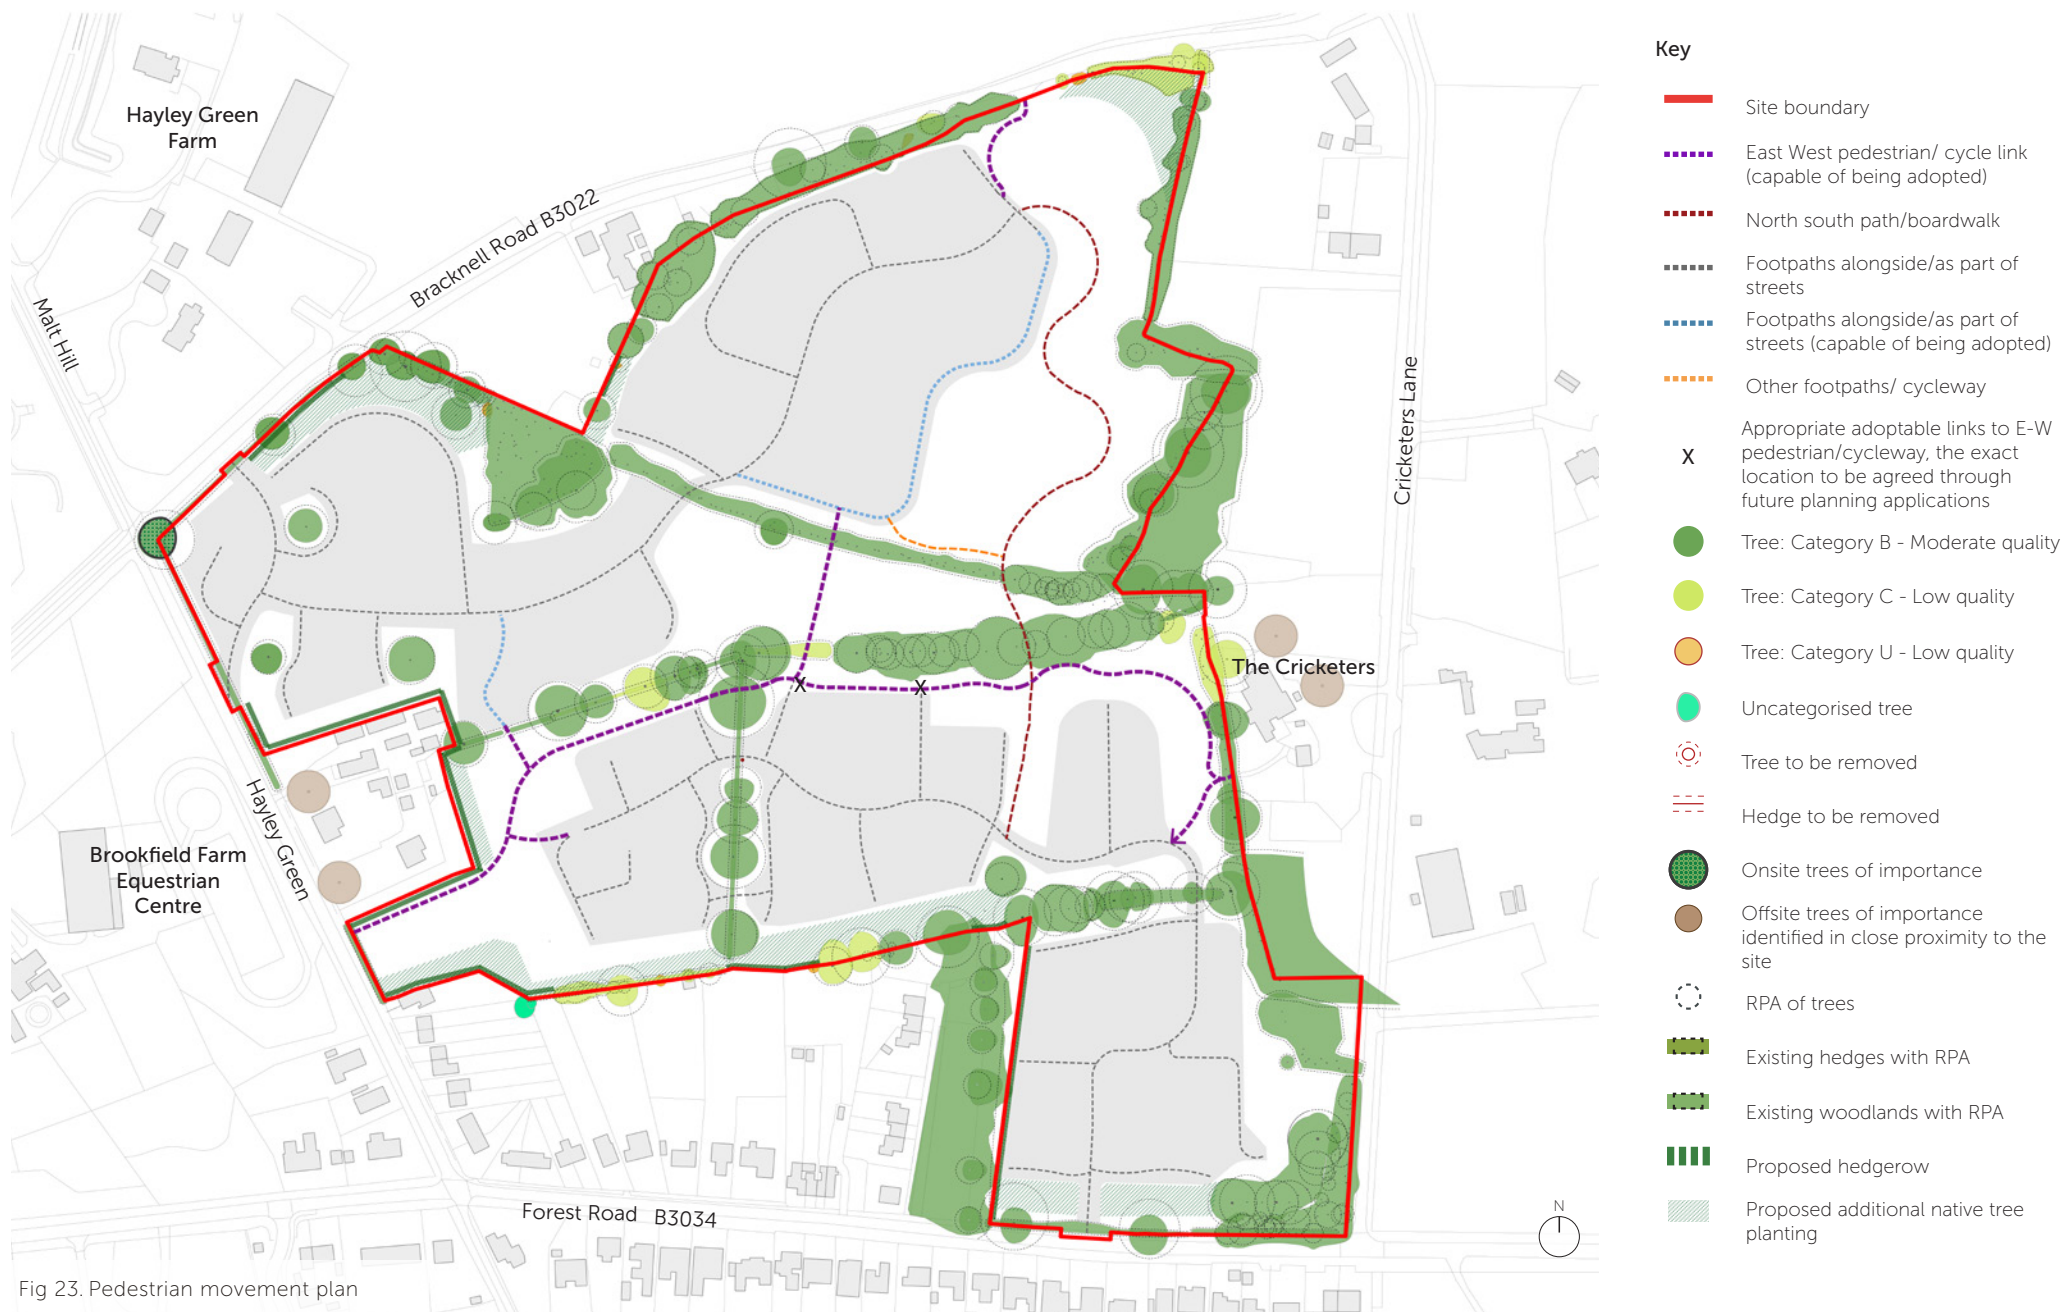 Hayley Green
Farm
Bracknell Road B3022
Malt Hill
Cricketers Lane
The Cricketers
Hayley Green
Brookfield Farm
Equestrian
Centre
X
X
Forest Road B3034
N
Fig 23. Pedestrian movement plan
Key
Site boundary
East West pedestrian/ cycle link
(capable of being adopted)
North south path/boardwalk
Footpaths alongside/as part of
streets
Footpaths alongside/as part of
streets (capable of being adopted)
Other footpaths/ cycleway
X
Appropriate adoptable links to E-W
pedestrian/cycleway, the exact
location to be agreed through
future planning applications
Tree: Category B - Moderate quality
Tree: Category C - Low quality
Tree: Category U - Low quality
Uncategorised tree
Tree to be removed
Hedge to be removed
Onsite trees of importance
Offsite trees of importance
identified in close proximity to the
site
RPA of trees
Existing hedges with RPA
Existing woodlands with RPA
Proposed hedgerow
Proposed additional native tree
planting